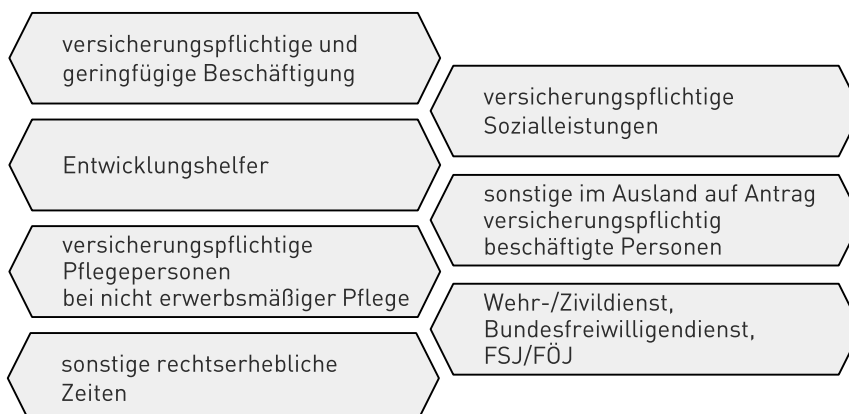 versicherungspflichtige und
geringfügige Beschäftigung
versicherungspflichtige
Sozialleistungen
Entwicklungshelfer
sonstige im Ausland auf Antrag
versicherungspflichtig
beschäftigte Personen
versicherungspflichtige
Pflegepersonen
bei nicht erwerbsmäßiger Pflege
Wehr-/Zivildienst,
Bundesfreiwilligendienst,
FSJ/FÖJ
sonstige rechtserhebliche
Zeiten